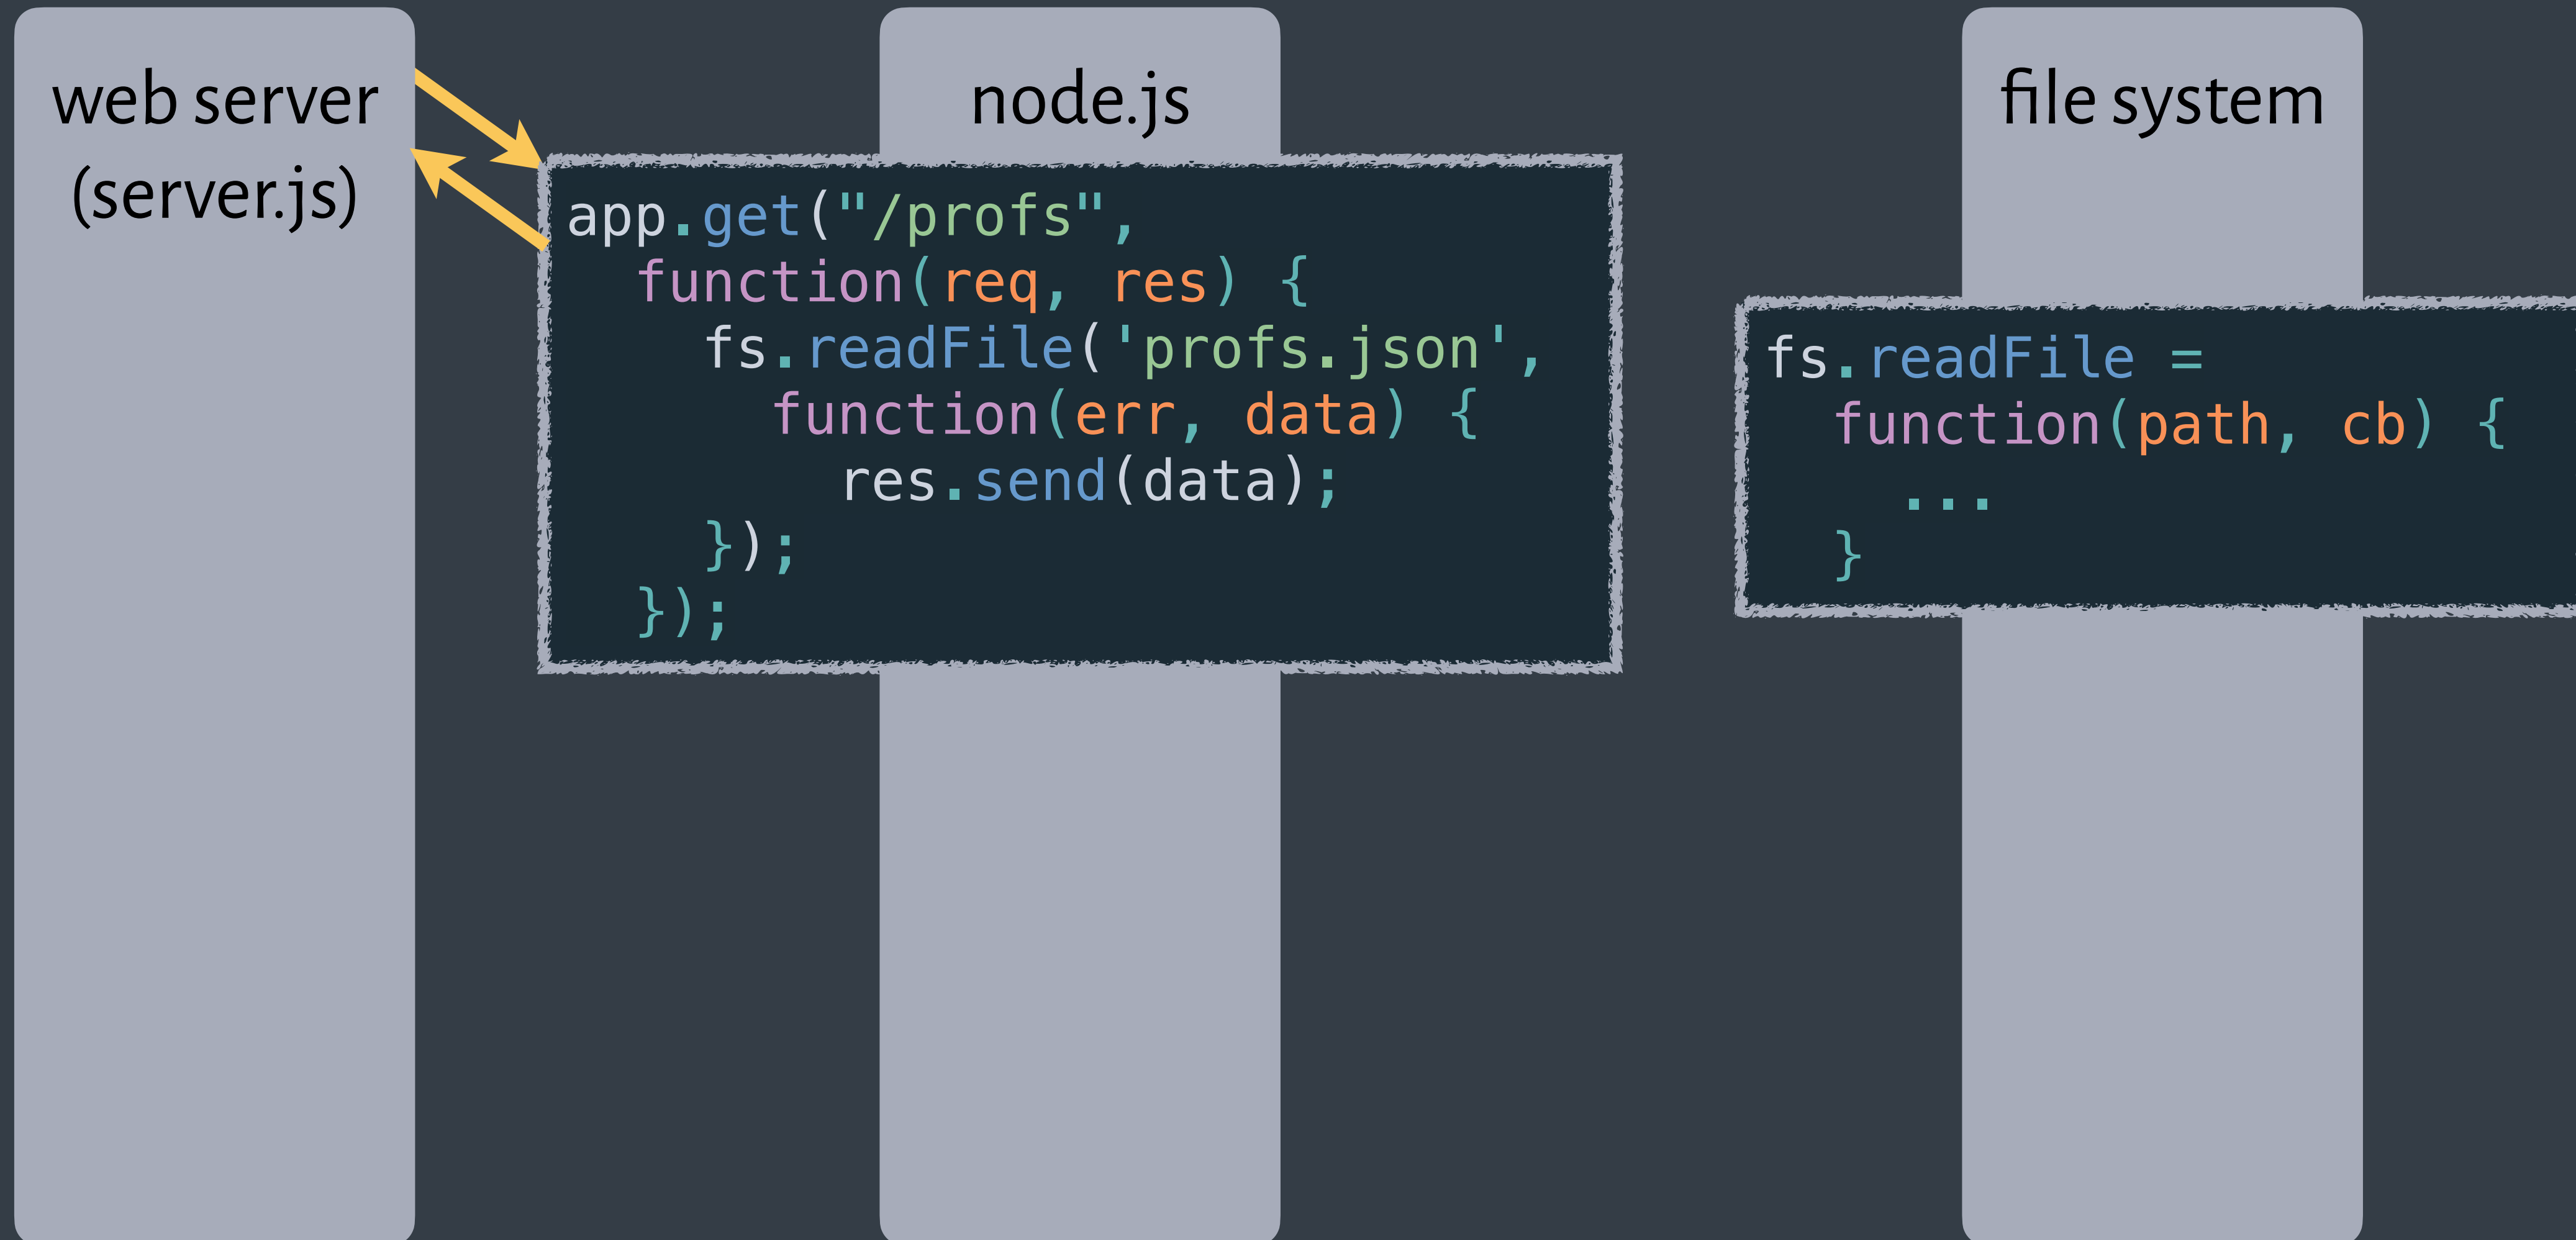 web server
(server.js)
node.js
app.get("/profs",
  function(req, res) {
    fs.readFile('profs.json',
      function(err, data) {
        res.send(data);
    });
  });
file system
fs.readFile =
  function(path, cb) {
    ...
  }